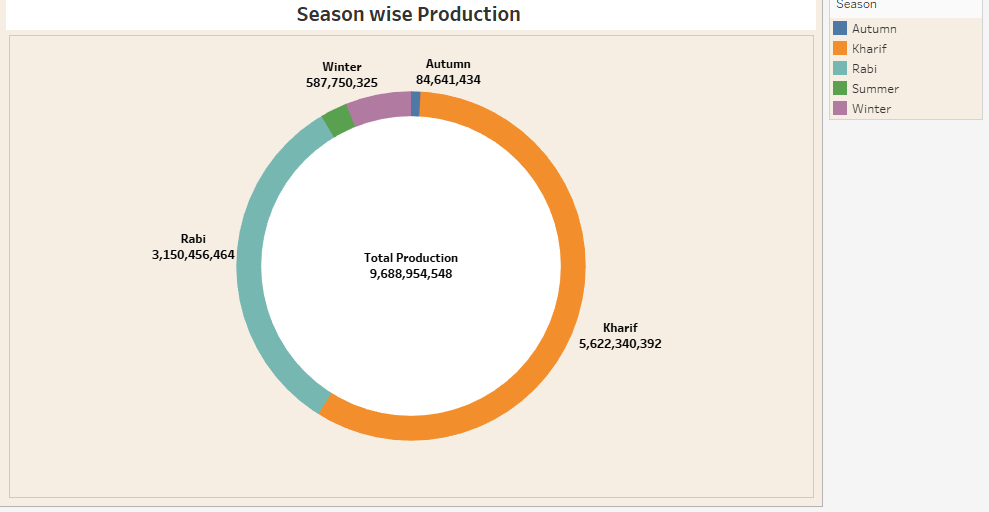 Season wise Production
Season
Autumn
Kharif
Rabi
Summer
Winter
Winter
587,750,325
Autumn
84,641,434
Rabi
3,150,456,464
Total Production
9,688,954,548
Kharif
5,622,340,392